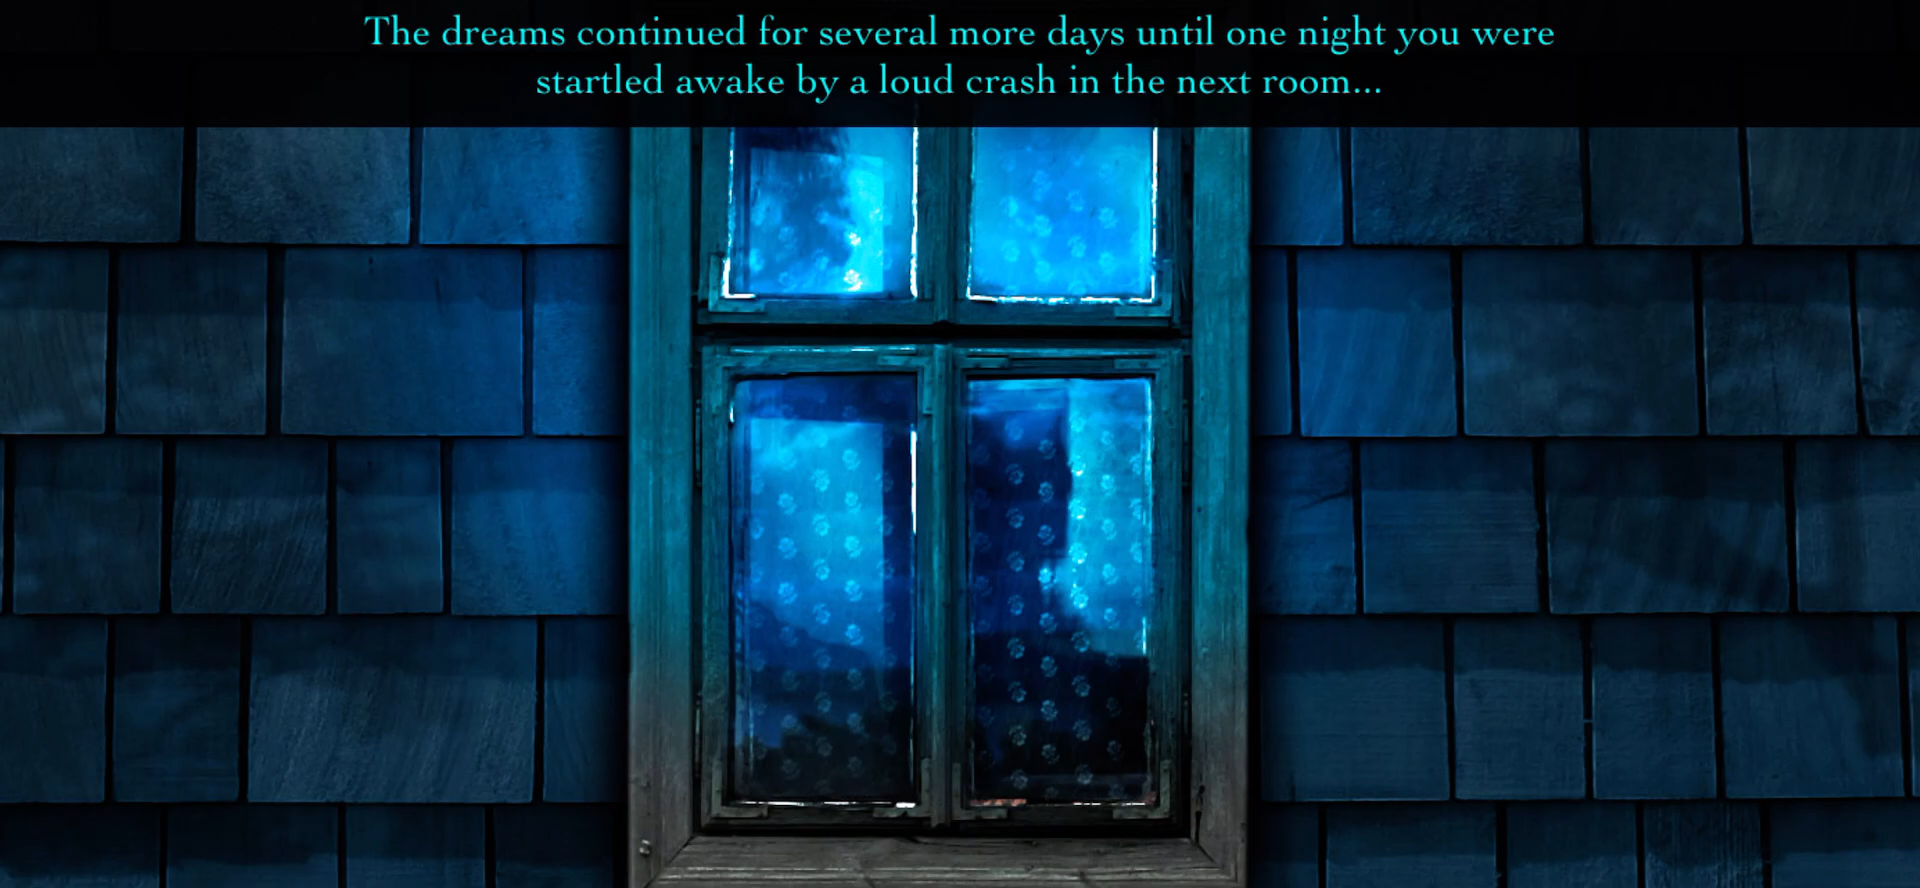 The dreams continued for several more days until one night you were
startled awake by a loud crash in the next room...